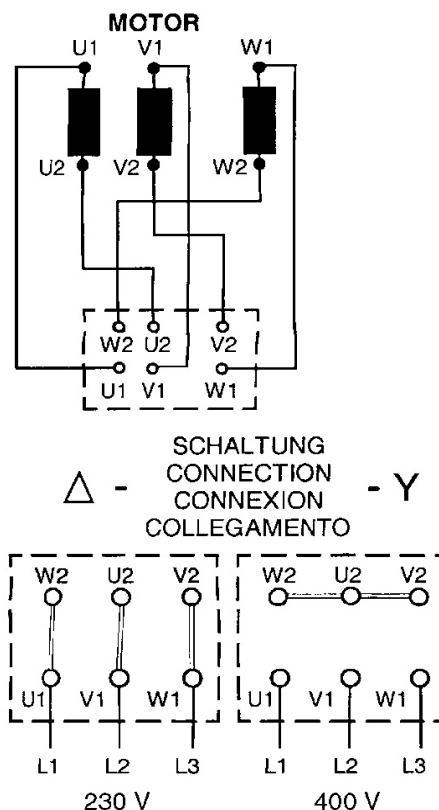 MOTOR
U1 V1 W1
U2 V2 W2
W2 U2 V2
U1 V1 W1
SCHALTUNG
Δ - CONNECTION - Y
CONNEXION
COLLEGAMENTO
W2 U2 V2 W2 U2 V2
U1 V1 W1 U1 V1 W1
L1 L2 L3 L1 L2 L3
230 V 400 V